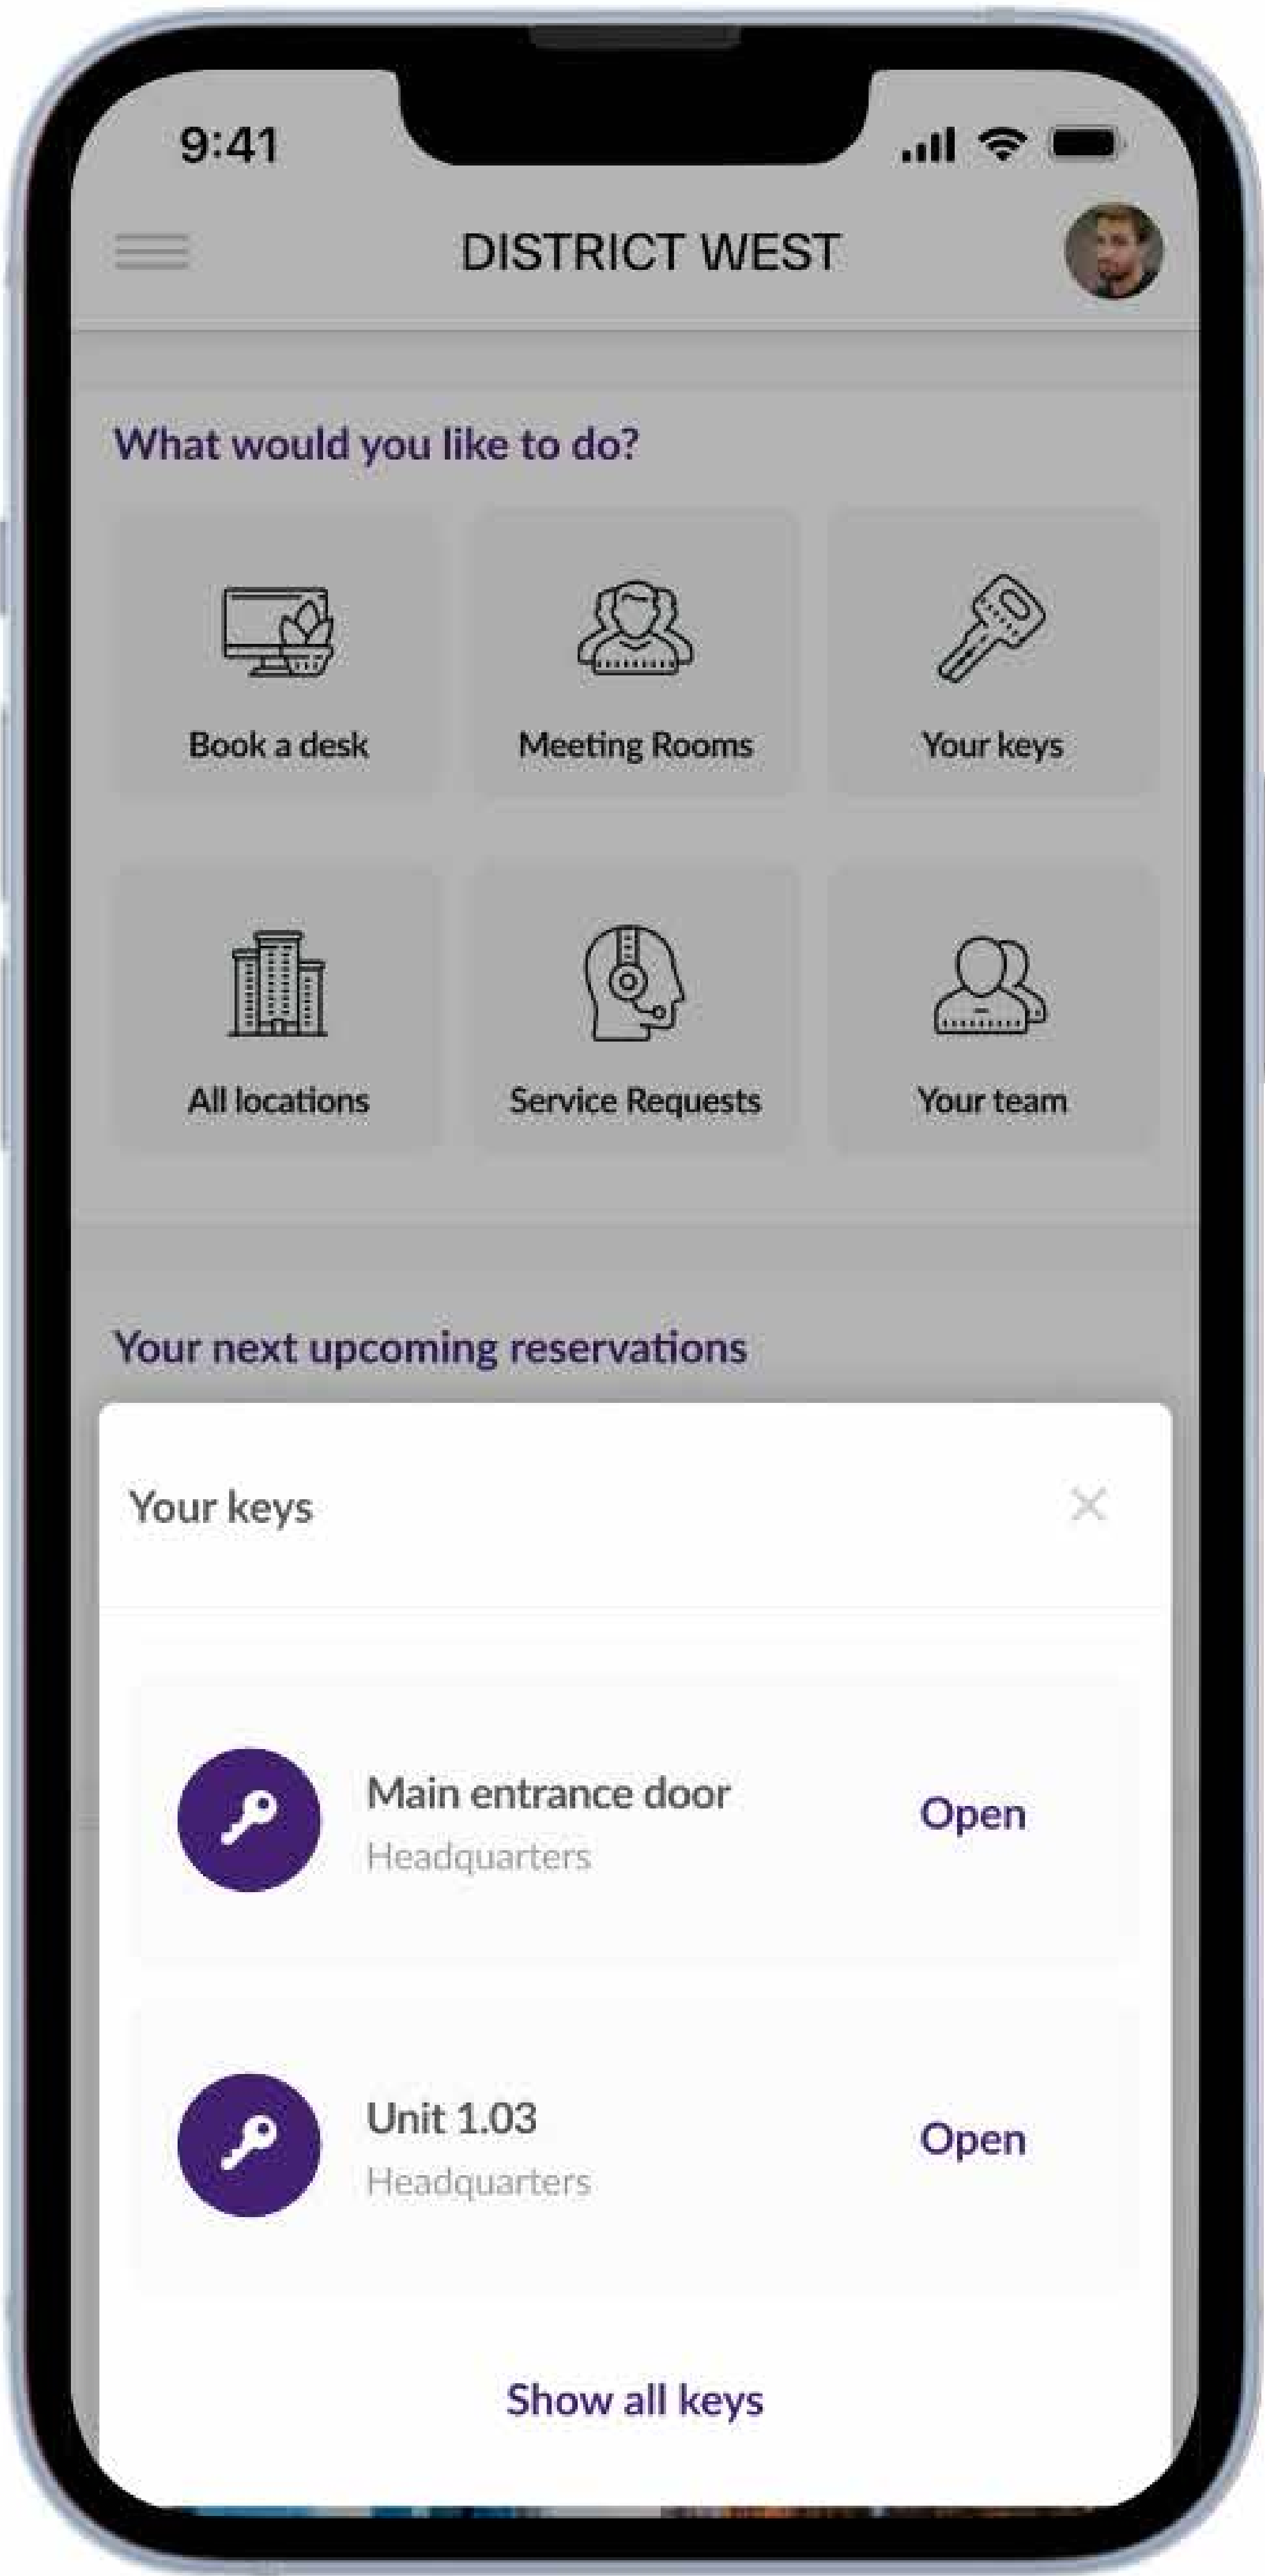 9:41
DISTRICT WEST
What would you like to do?
Book a desk
Meeting Rooms
Your keys
All locations
Service Requests
Your team
Your next upcoming reservations
Your keys
Main entrance door
Headquarters
Open
Unit 1.03
Headquarters
Open
Show all keys